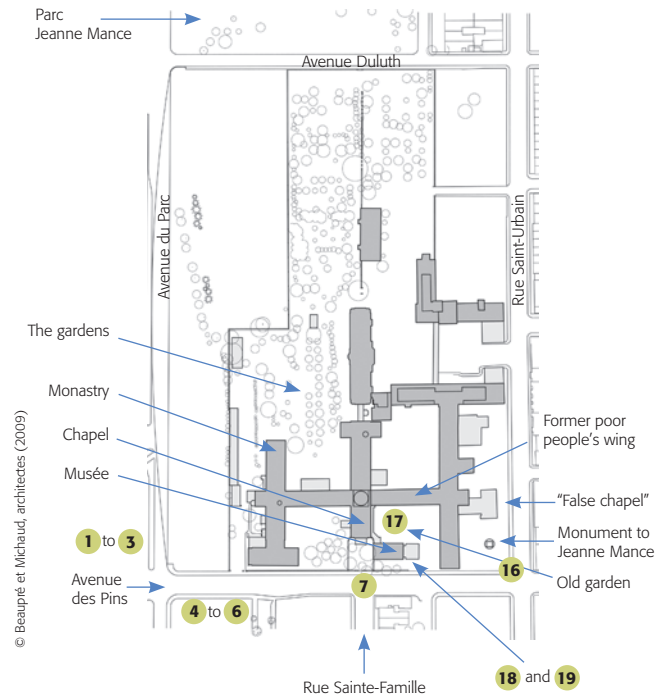 Parc
Jeanne Mance
Avenue Duluth
Avenue du Parc
Rue Saint-Urbain
The gardens
Monastry
Chapel
Musée
Former poor
people's wing
"False chapel"
Monument to
Jeanne Mance
Old garden
17
16
1 to 3
Avenue
des Pins
4 to 6
7
Rue Sainte-Famille
18 and 19
© Beaupré et Michaud, architectes (2009)